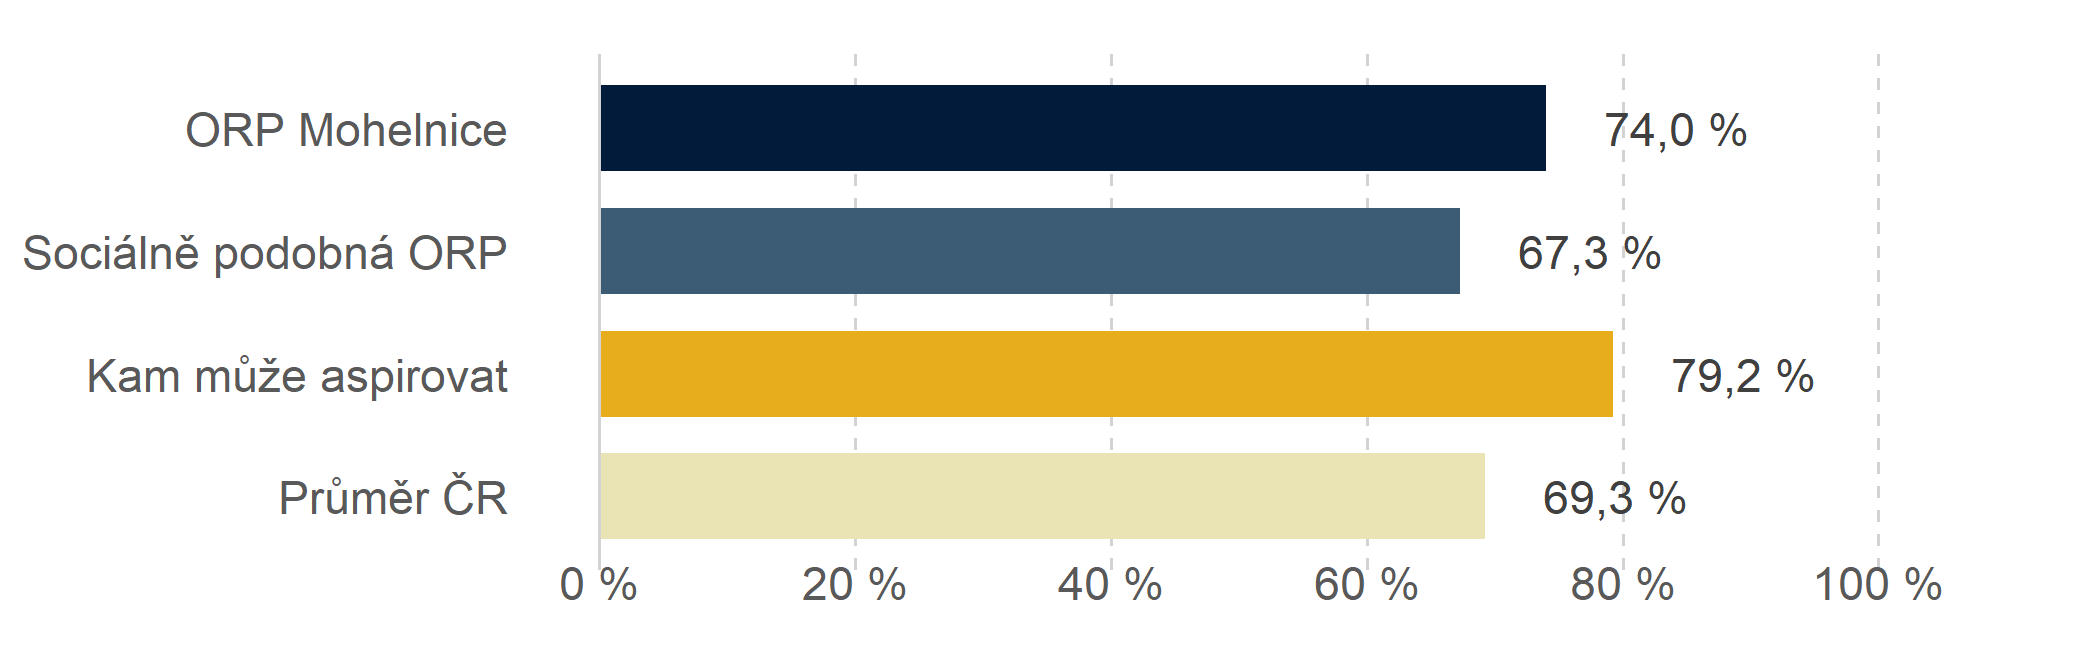 ORP Mohelnice 74,0 %
Sociálně podobná ORP 67,3 %
Kam může aspirovat 79,2 %
Průměr ČR 69,3 %
0 % 20 % 40 % 60 % 80 % 100 %